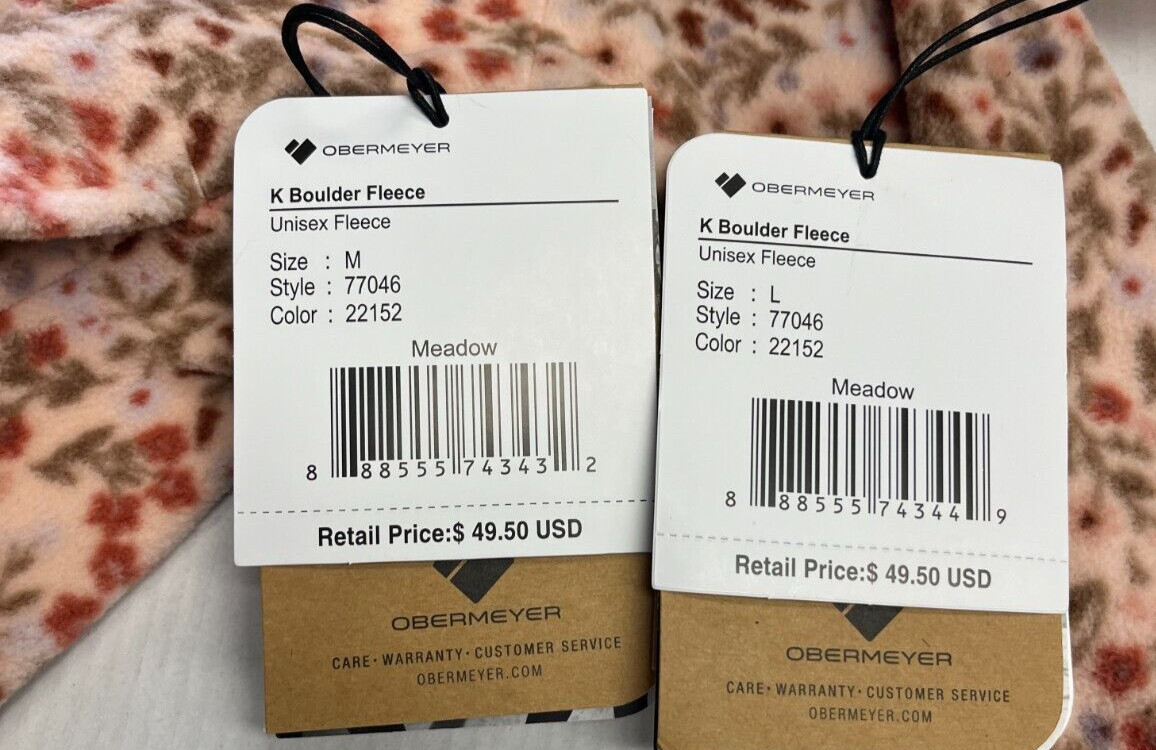 OBERMEYER
K Boulder Fleece
Unisex Fleece
Size : M
Style : 77046
Color : 22152
Meadow
8 88555 74343 2
Retail Price:$ 49.50 USD
OBERMEYER
CARE· WARRANTY· CUSTOMER SERVICE
OBERMEYER.COM
OBERMEYER
K Boulder Fleece
Unisex Fleece
Size : L
Style : 77046
Color : 22152
Meadow
8 88555 74344 9
Retail Price:$ 49.50 USD
OBERMEYER
CARE· WARRANTY· CUSTOMER SERVICE
OBERMEYER.COM